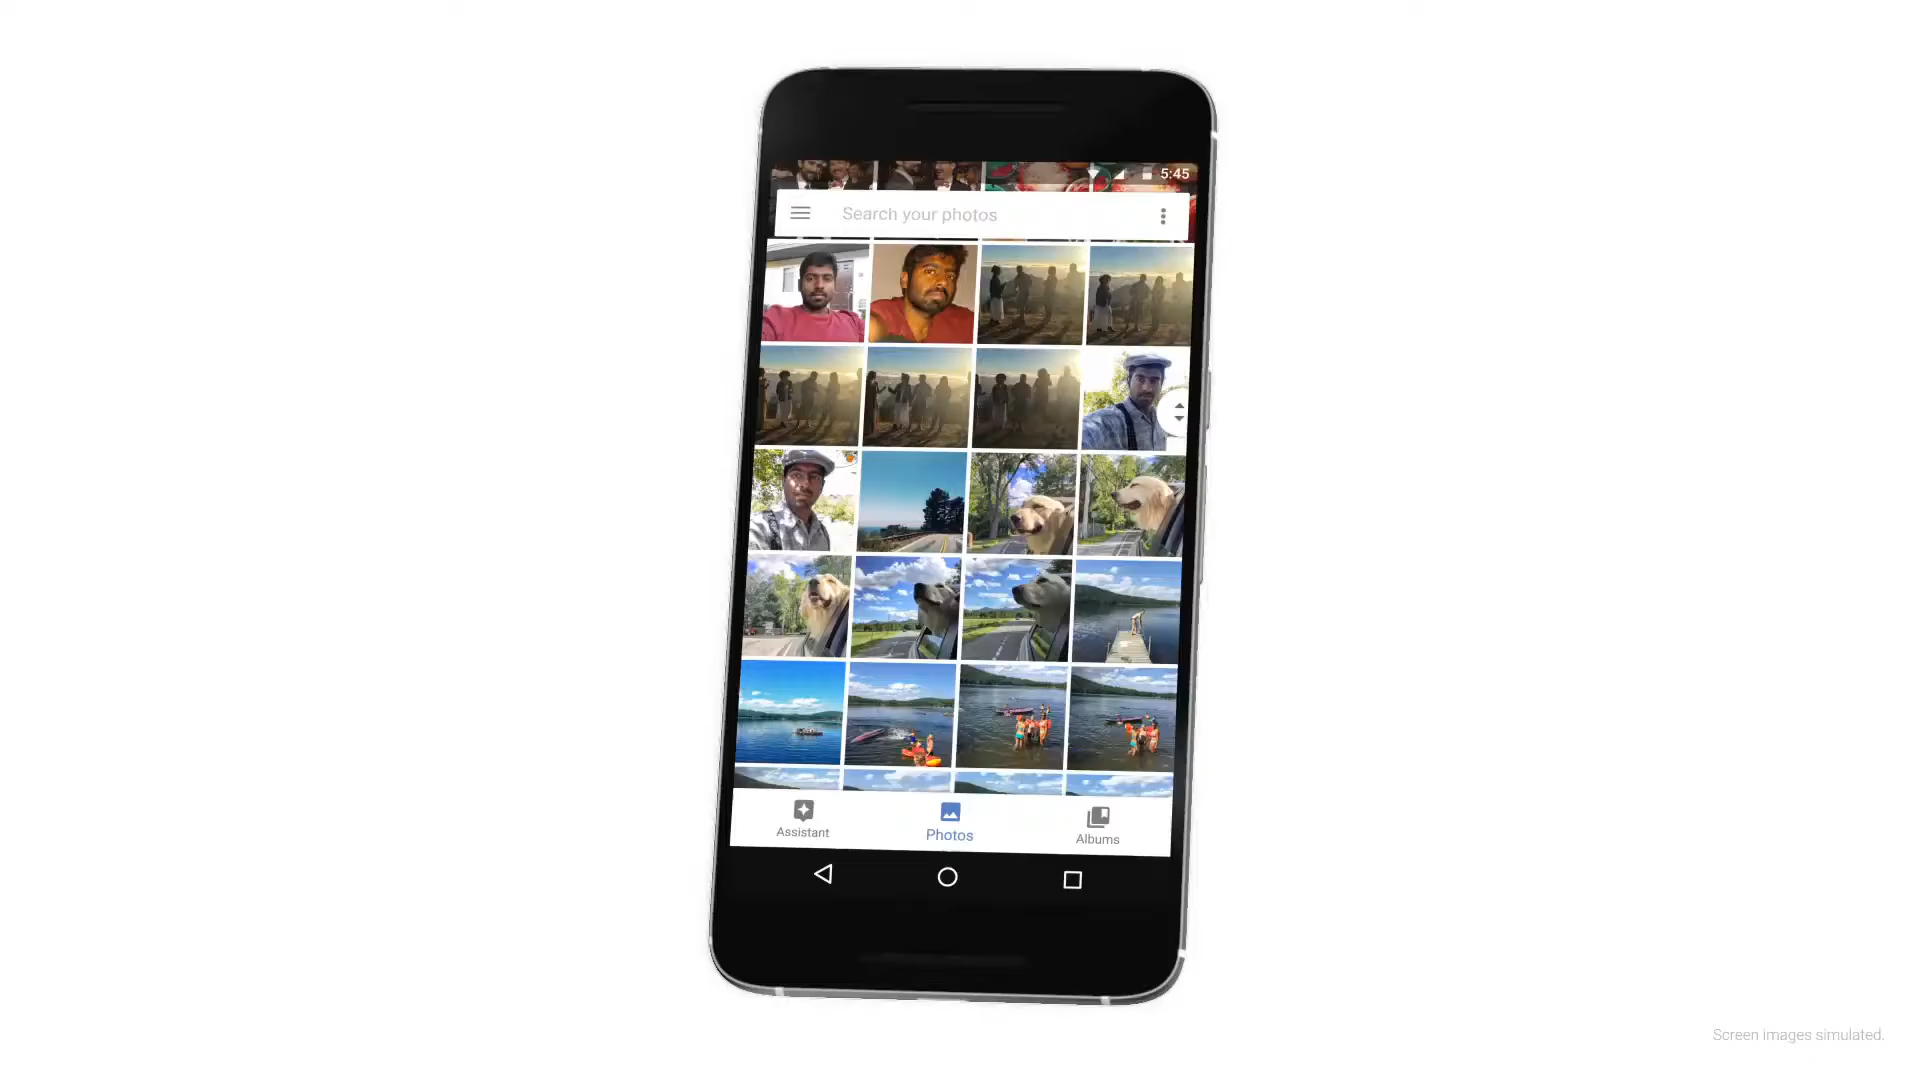 5:45
Search your photos
Assistant
Photos
Albums
Screen images simulated.